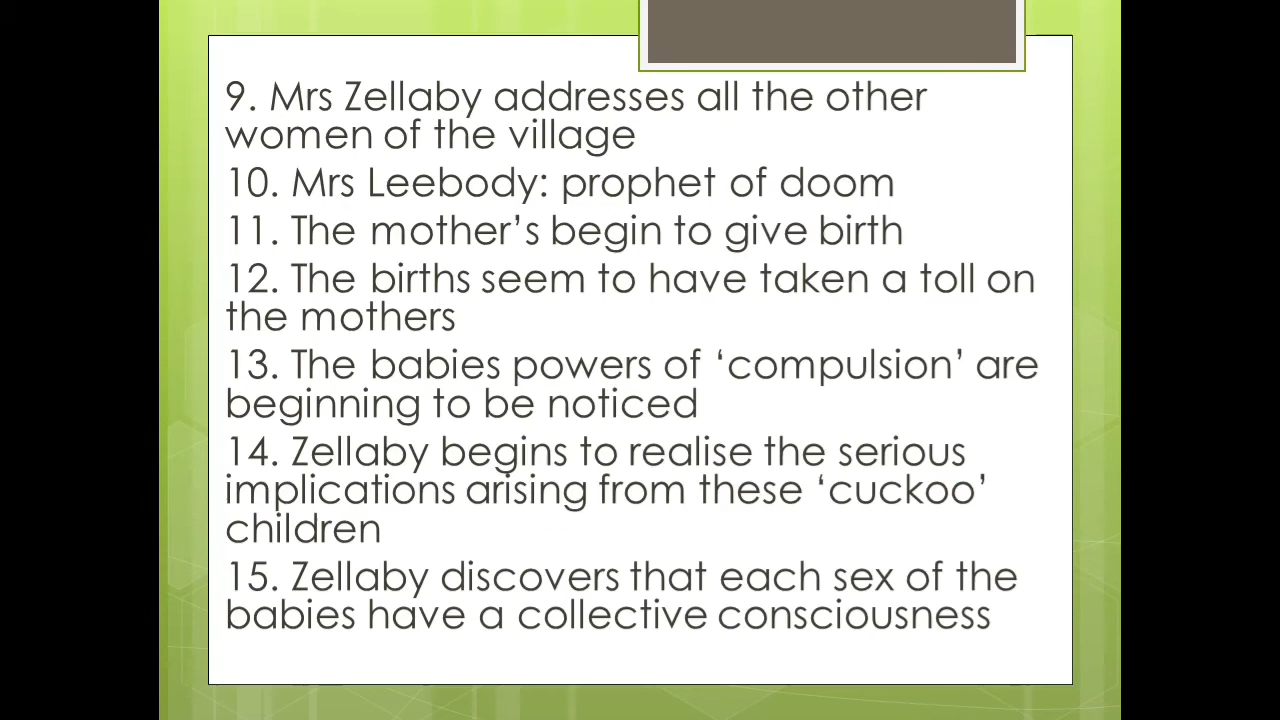 9. Mrs Zellaby addresses all the other
women of the village
10. Mrs Leebody: prophet of doom
11. The mother’s begin to give birth
12. The births seem to have taken a toll on
the mothers
13. The babies powers of ‘compulsion’ are
beginning to be noticed
14. Zellaby begins to realise the serious
implications arising from these ‘cuckoo’
children
15. Zellaby discovers that each sex of the
babies have a collective consciousness